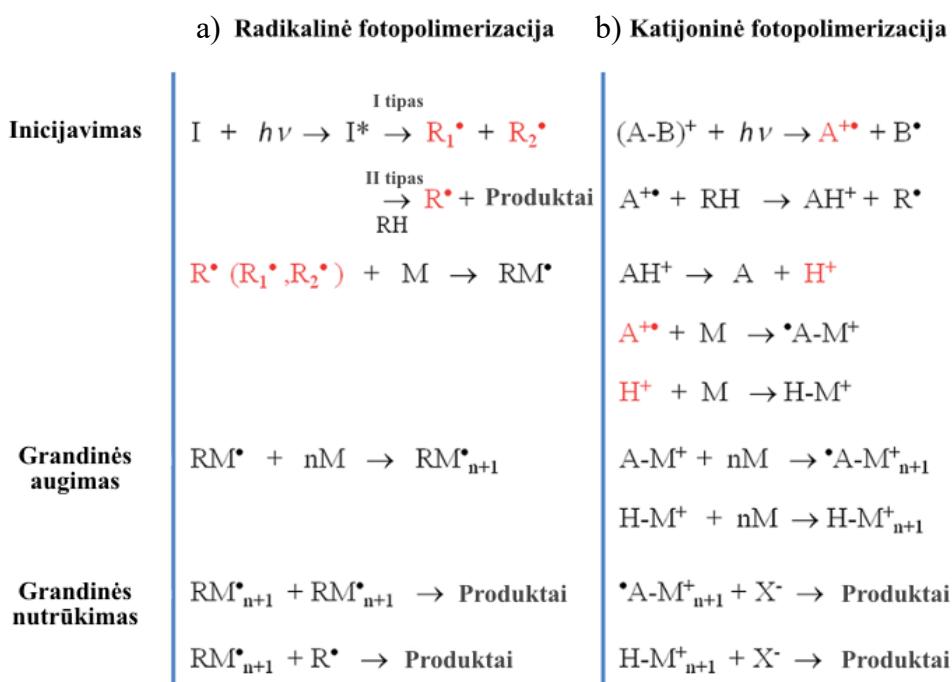 a) Radikalinė fotopolimerizacija
b) Katijoninė fotopolimerizacija
Inicijavimas
I + hν → I* I tipas → R₁• + R₂•
II tipas → RH R• + Produktai
R• (R₁•,R₂•) + M → RM•
(A-B)⁺ + hν → A⁺• + B•
A⁺• + RH → AH⁺ + R•
AH⁺ → A + H⁺
A⁺• + M → •A-M⁺
H⁺ + M → H-M⁺
Grandinės
augimas
RM• + nM → RM•ₙ₊₁
A-M⁺ + nM → •A-M⁺ₙ₊₁
H-M⁺ + nM → H-M⁺ₙ₊₁
Grandinės
nutrūkimas
RM•ₙ₊₁ + RM•ₙ₊₁ → Produktai
RM•ₙ₊₁ + R• → Produktai
•A-M⁺ₙ₊₁ + X⁻ → Produktai
H-M⁺ₙ₊₁ + X⁻ → Produktai